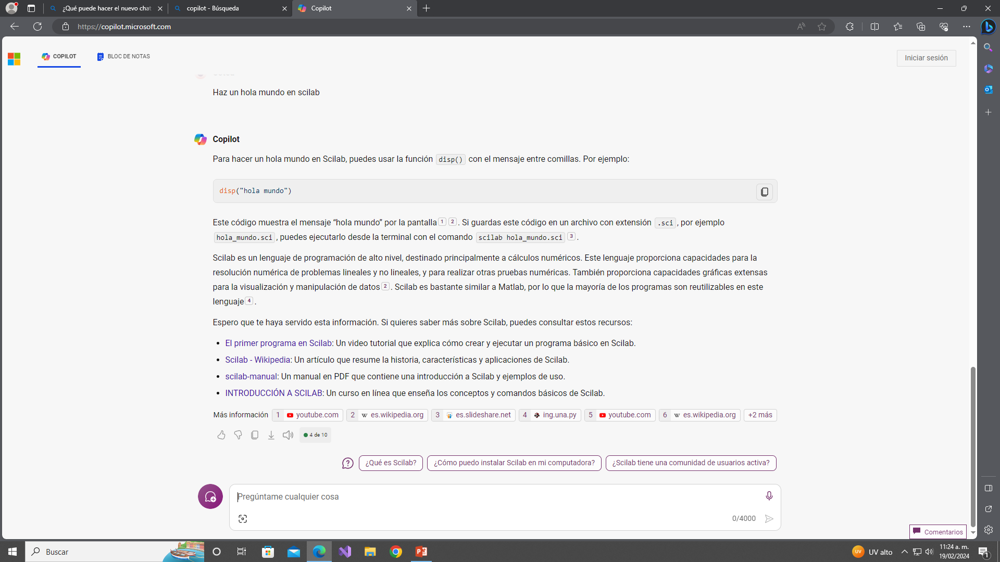 ¿Qué puede hacer el nuevo chat
copilot - Búsqueda
Copilot
https://copilot.microsoft.com
COPILOT
BLOC DE NOTAS
Iniciar sesión
Haz un hola mundo en scilab
Copilot
Para hacer un hola mundo en Scilab, puedes usar la función disp() con el mensaje entre comillas. Por ejemplo:
disp("hola mundo")
Este código muestra el mensaje “hola mundo” por la pantalla 1 2 . Si guardas este código en un archivo con extensión .sci , por ejemplo
hola_mundo.sci , puedes ejecutarlo desde la terminal con el comando scilab hola_mundo.sci 3 .
Scilab es un lenguaje de programación de alto nivel, destinado principalmente a cálculos numéricos. Este lenguaje proporciona capacidades para la
resolución numérica de problemas lineales y no lineales, y para realizar otras pruebas numéricas. También proporciona capacidades gráficas extensas
para la visualización y manipulación de datos 2 . Scilab es bastante similar a Matlab, por lo que la mayoría de los programas son reutilizables en este
lenguaje 4 .
Espero que te haya servido esta información. Si quieres saber más sobre Scilab, puedes consultar estos recursos:
• El primer programa en Scilab: Un video tutorial que explica cómo crear y ejecutar un programa básico en Scilab.
• Scilab - Wikipedia: Un artículo que resume la historia, características y aplicaciones de Scilab.
• scilab-manual: Un manual en PDF que contiene una introducción a Scilab y ejemplos de uso.
• INTRODUCCIÓN A SCILAB: Un curso en línea que enseña los conceptos y comandos básicos de Scilab.
Más información 1 youtube.com 2 W es.wikipedia.org 3 es.slideshare.net 4 ing.una.py 5 youtube.com 6 W es.wikipedia.org +2 más
4 de 10
¿Qué es Scilab? ¿Cómo puedo instalar Scilab en mi computadora? ¿Scilab tiene una comunidad de usuarios activa?
Pregúntame cualquier cosa
0/4000
Comentarios
Buscar
UV UV alto
11:24 a. m.
19/02/2024
1